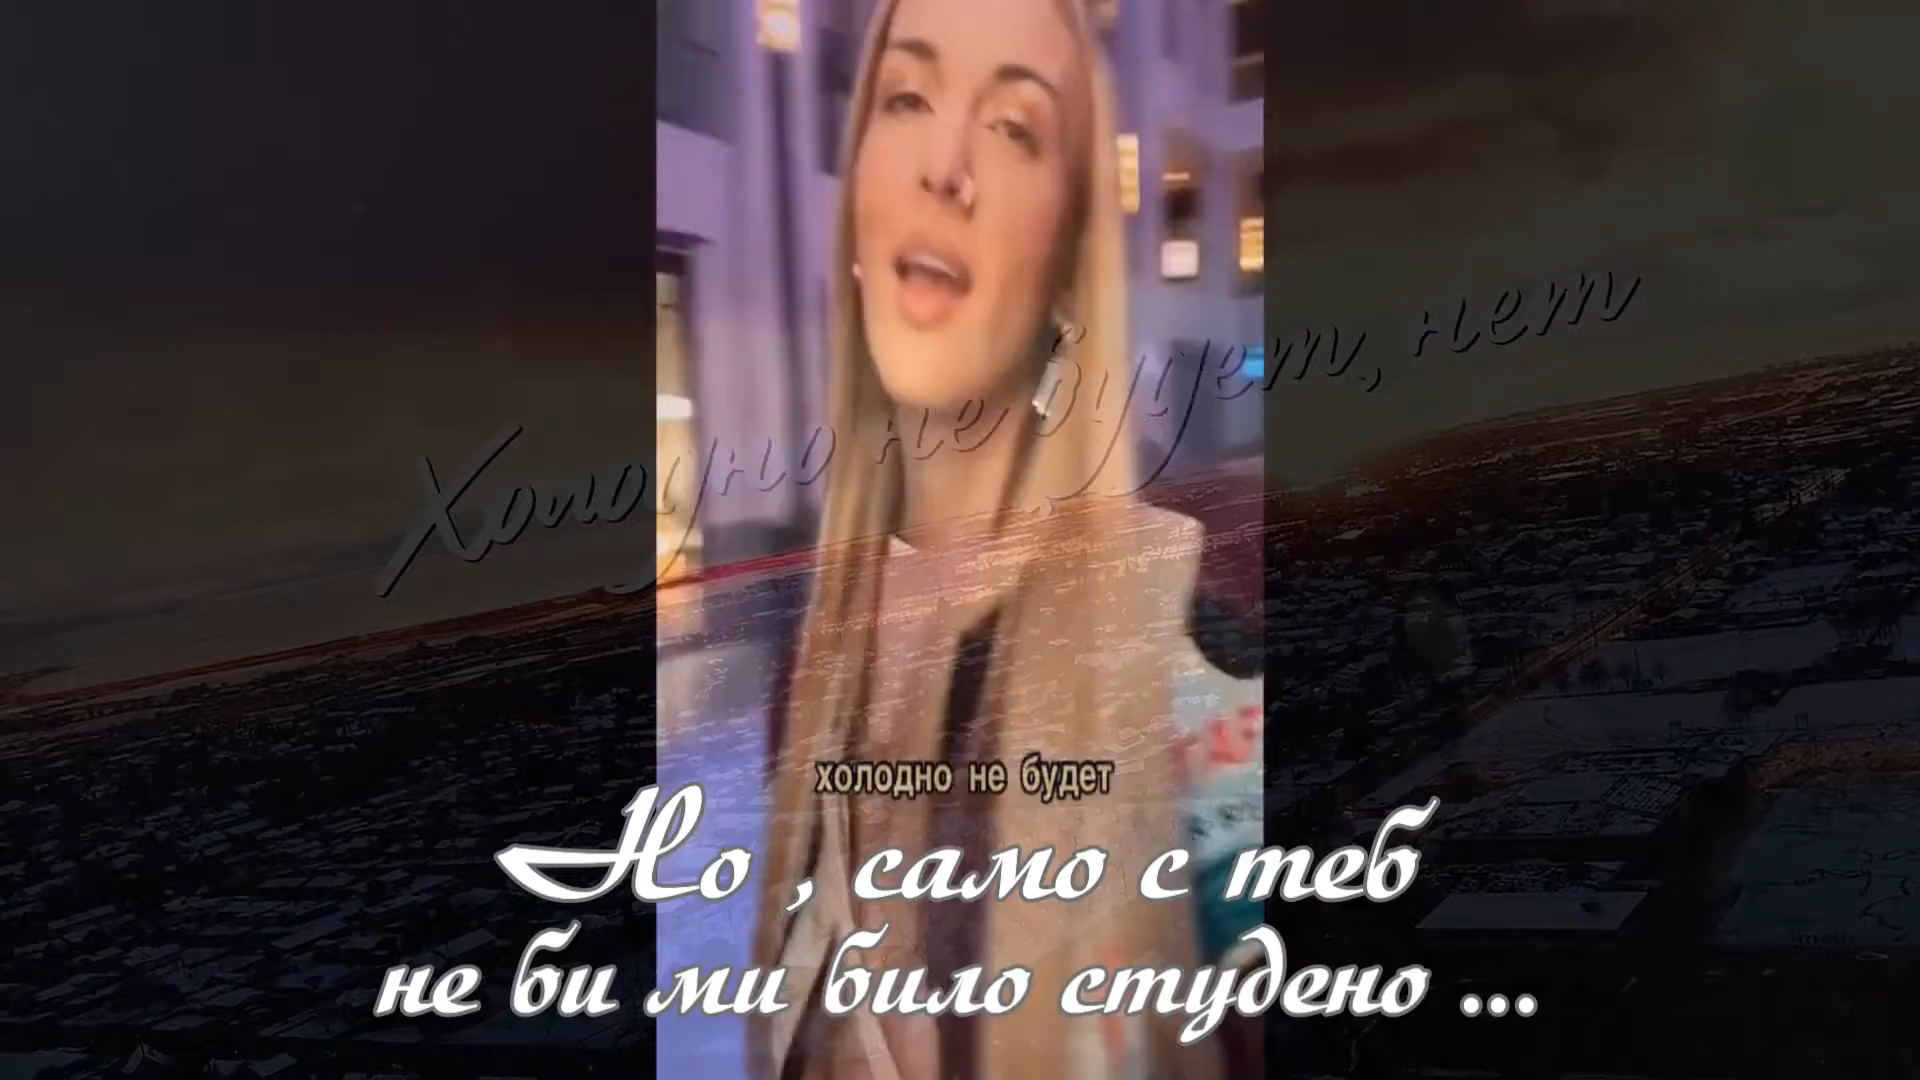 Холодно не будет, нет
холодно не будет
Но , само с теб
не би ми било студено ...